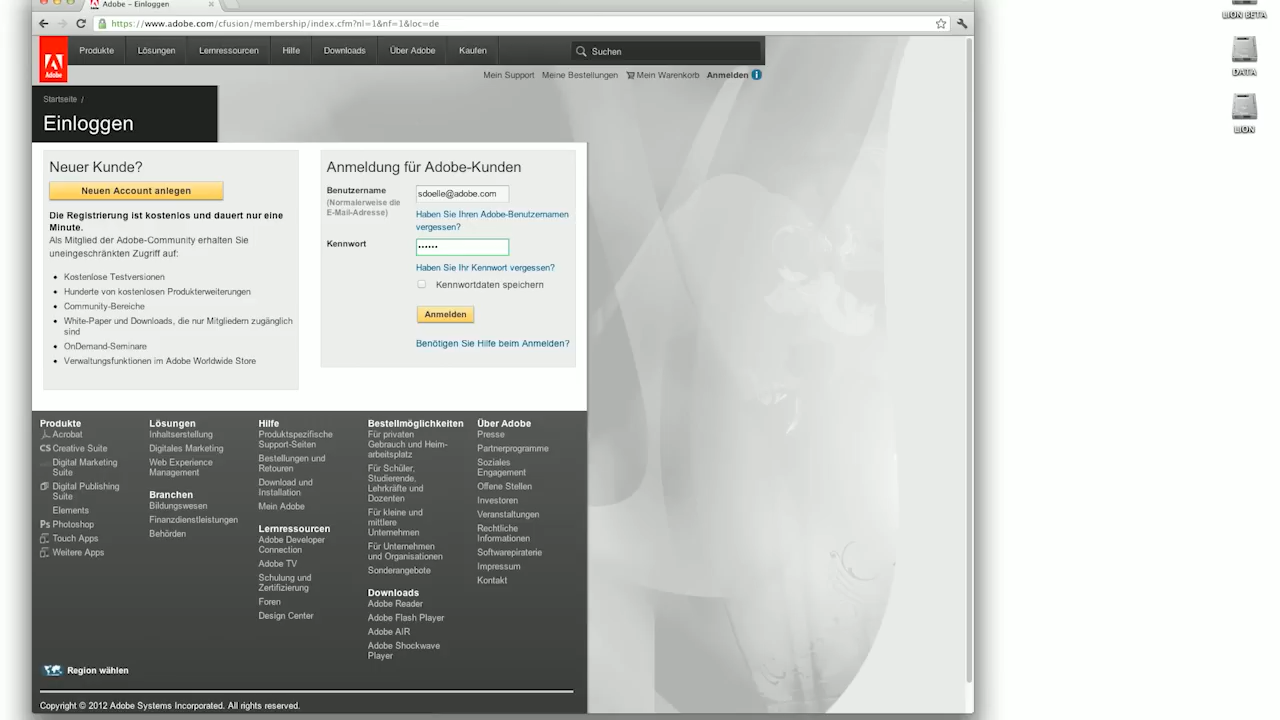 Adobe – Einloggen
https://www.adobe.com/cfusion/membership/index.cfm?nl=1&nf=1&loc=de
Adobe
Produkte
Lösungen
Lernressourcen
Hilfe
Downloads
Über Adobe
Kaufen
Suchen
Mein Support
Meine Bestellungen
Mein Warenkorb
Anmelden
Startseite /
Einloggen
Neuer Kunde?
Neuen Account anlegen
Die Registrierung ist kostenlos und dauert nur eine
Minute.
Als Mitglied der Adobe-Community erhalten Sie
uneingeschränkten Zugriff auf:
Kostenlose Testversionen
Hunderte von kostenlosen Produkterweiterungen
Community-Bereiche
White-Paper und Downloads, die nur Mitgliedern zugänglich
sind
OnDemand-Seminare
Verwaltungsfunktionen im Adobe Worldwide Store
Anmeldung für Adobe-Kunden
Benutzername
(Normalerweise die
E-Mail-Adresse)
sdoelle@adobe.com
Haben Sie Ihren Adobe-Benutzernamen
vergessen?
Kennwort
••••••
Haben Sie Ihr Kennwort vergessen?
Kennwortdaten speichern
Anmelden
Benötigen Sie Hilfe beim Anmelden?
Produkte
Acrobat
CS Creative Suite
Digital Marketing
Suite
Digital Publishing
Suite
Elements
Ps Photoshop
Touch Apps
Weitere Apps
Lösungen
Inhaltserstellung
Digitales Marketing
Web Experience
Management
Branchen
Bildungswesen
Finanzdienstleistungen
Behörden
Hilfe
Produktspezifische
Support-Seiten
Bestellungen und
Retouren
Download und
Installation
Mein Adobe
Lernressourcen
Adobe Developer
Connection
Adobe TV
Schulung und
Zertifizierung
Foren
Design Center
Bestellmöglichkeiten
Für privaten
Gebrauch und Heim-
arbeitsplatz
Für Schüler,
Studierende,
Lehrkräfte und
Dozenten
Für kleine und
mittlere
Unternehmen
Für Unternehmen
und Organisationen
Sonderangebote
Downloads
Adobe Reader
Adobe Flash Player
Adobe AIR
Adobe Shockwave
Player
Über Adobe
Presse
Partnerprogramme
Soziales
Engagement
Offene Stellen
Investoren
Veranstaltungen
Rechtliche
Informationen
Softwarepiraterie
Impressum
Kontakt
Region wählen
Copyright © 2012 Adobe Systems Incorporated. All rights reserved.
LION BETA
DATA
LION